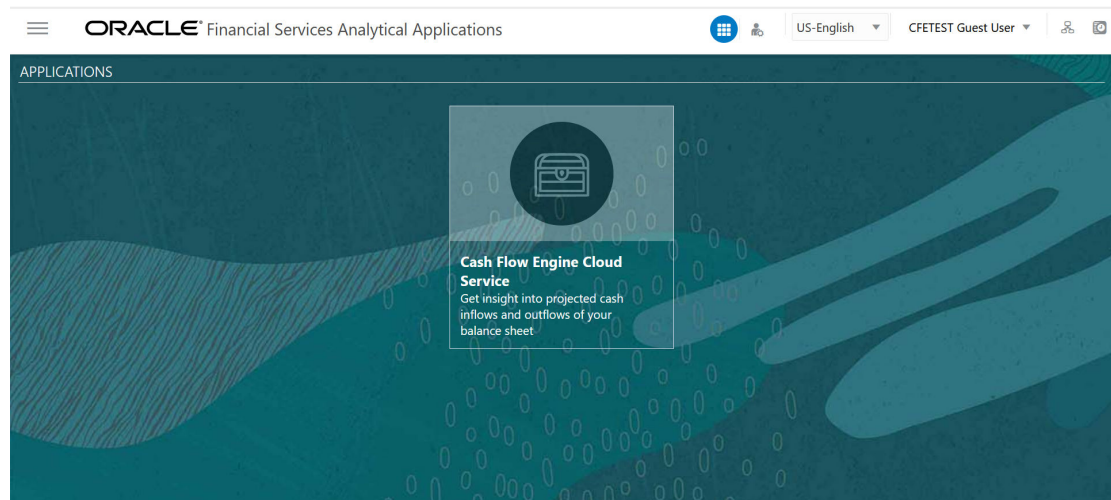 ORACLE® Financial Services Analytical Applications
US-English
CFETEST Guest User
APPLICATIONS
Cash Flow Engine Cloud
Service
Get insight into projected cash
inflows and outflows of your
balance sheet